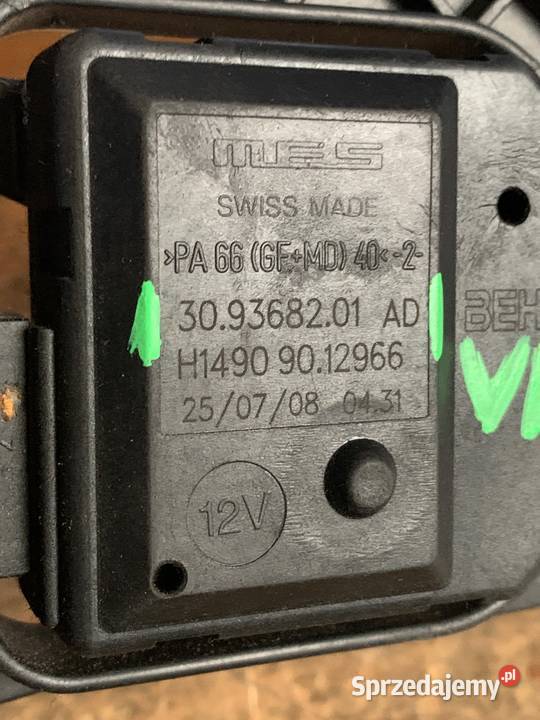 MES
SWISS MADE
>PA 66 (GF+MD) 40<-2-
30.93682.01 AD
H1490 90.12966
25/07/08 04.31
12V
BEH
Sprzedajemy.pl